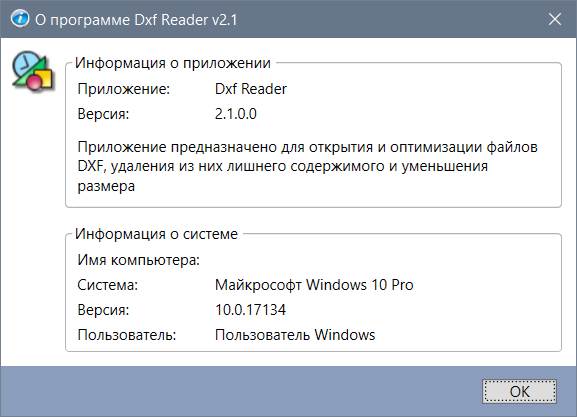 О программе Dxf Reader v2.1
Информация о приложении
Приложение: Dxf Reader
Версия: 2.1.0.0
Приложение предназначено для открытия и оптимизации файлов
DXF, удаления из них лишнего содержимого и уменьшения
размера
Информация о системе
Имя компьютера:
Система: Майкрософт Windows 10 Pro
Версия: 10.0.17134
Пользователь: Пользователь Windows
OK